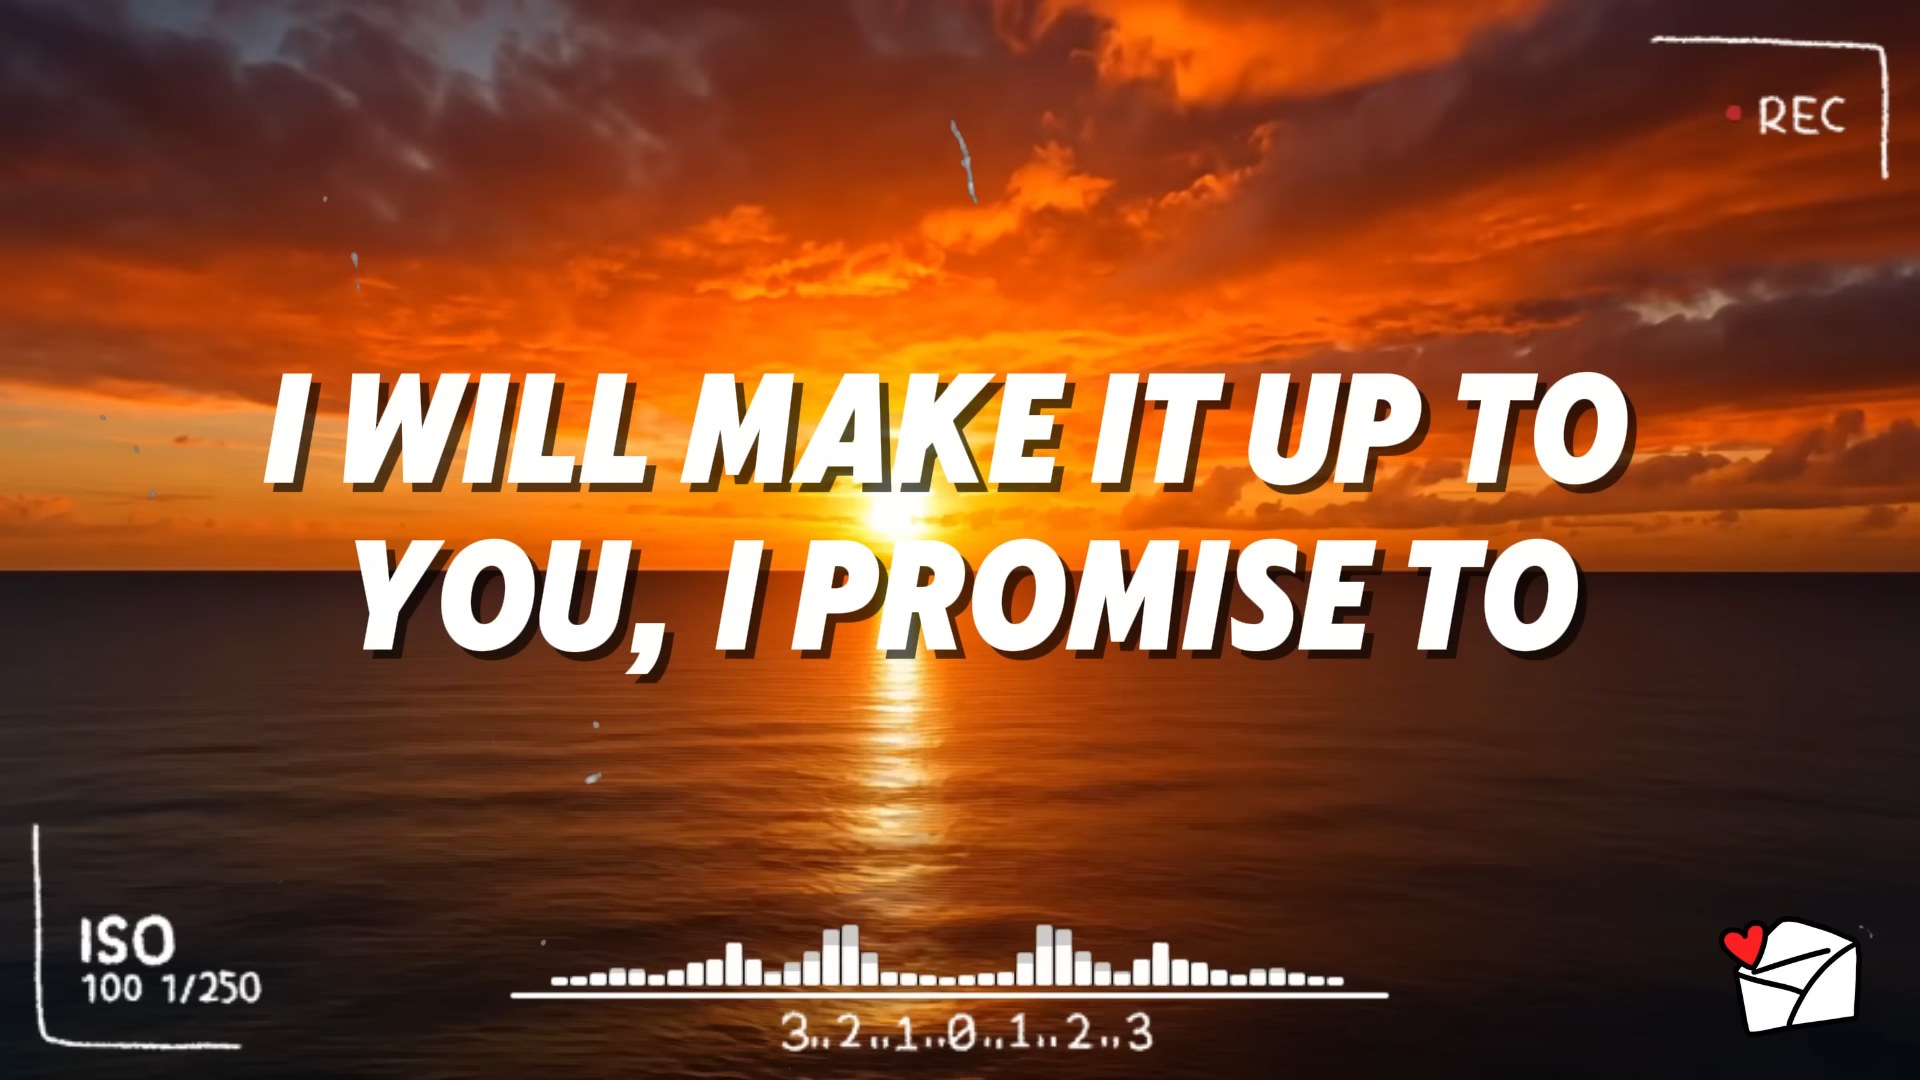 REC
I WILL MAKE IT UP TO
YOU, I PROMISE TO
ISO
100 1/250
3..2..1..0..1..2..3